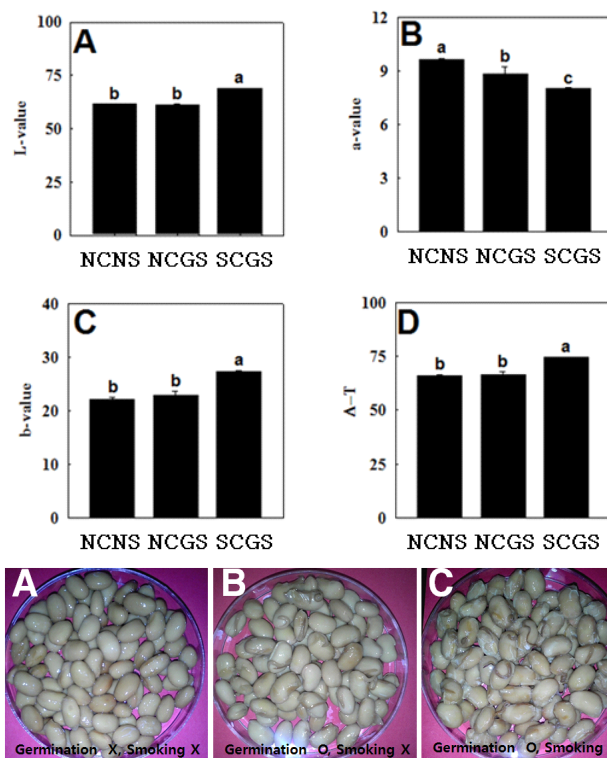 A
L-value
100
75
50
25
0
b b a
NCNS NCGS SCGS
B
a-value
12
9
6
3
0
a b c
NCNS NCGS SCGS
C
b-value
40
30
20
10
0
b b a
NCNS NCGS SCGS
D
A-T
100
75
50
25
0
b b a
NCNS NCGS SCGS
A
Germination X, Smoking X
B
Germination O, Smoking X
C
Germination O, Smoking